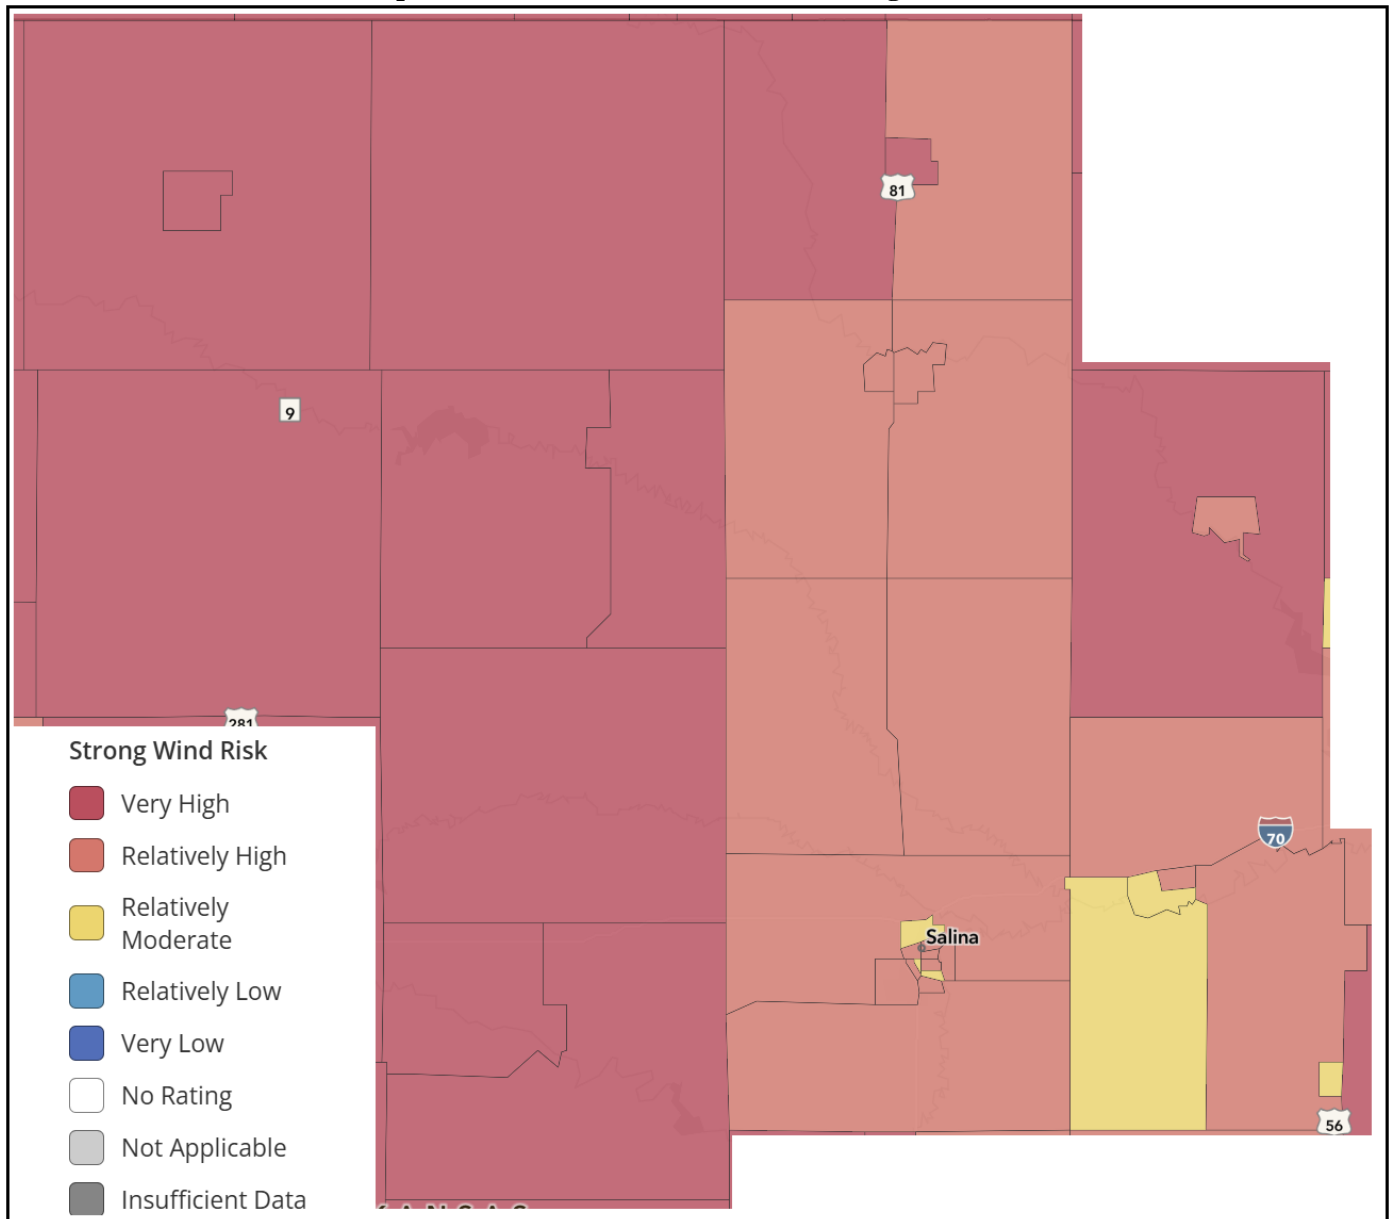 81
9
281
Strong Wind Risk
Very High
Relatively High
70
Relatively
Moderate
Salina
Relatively Low
Very Low
No Rating
56
Not Applicable
Insufficient Data